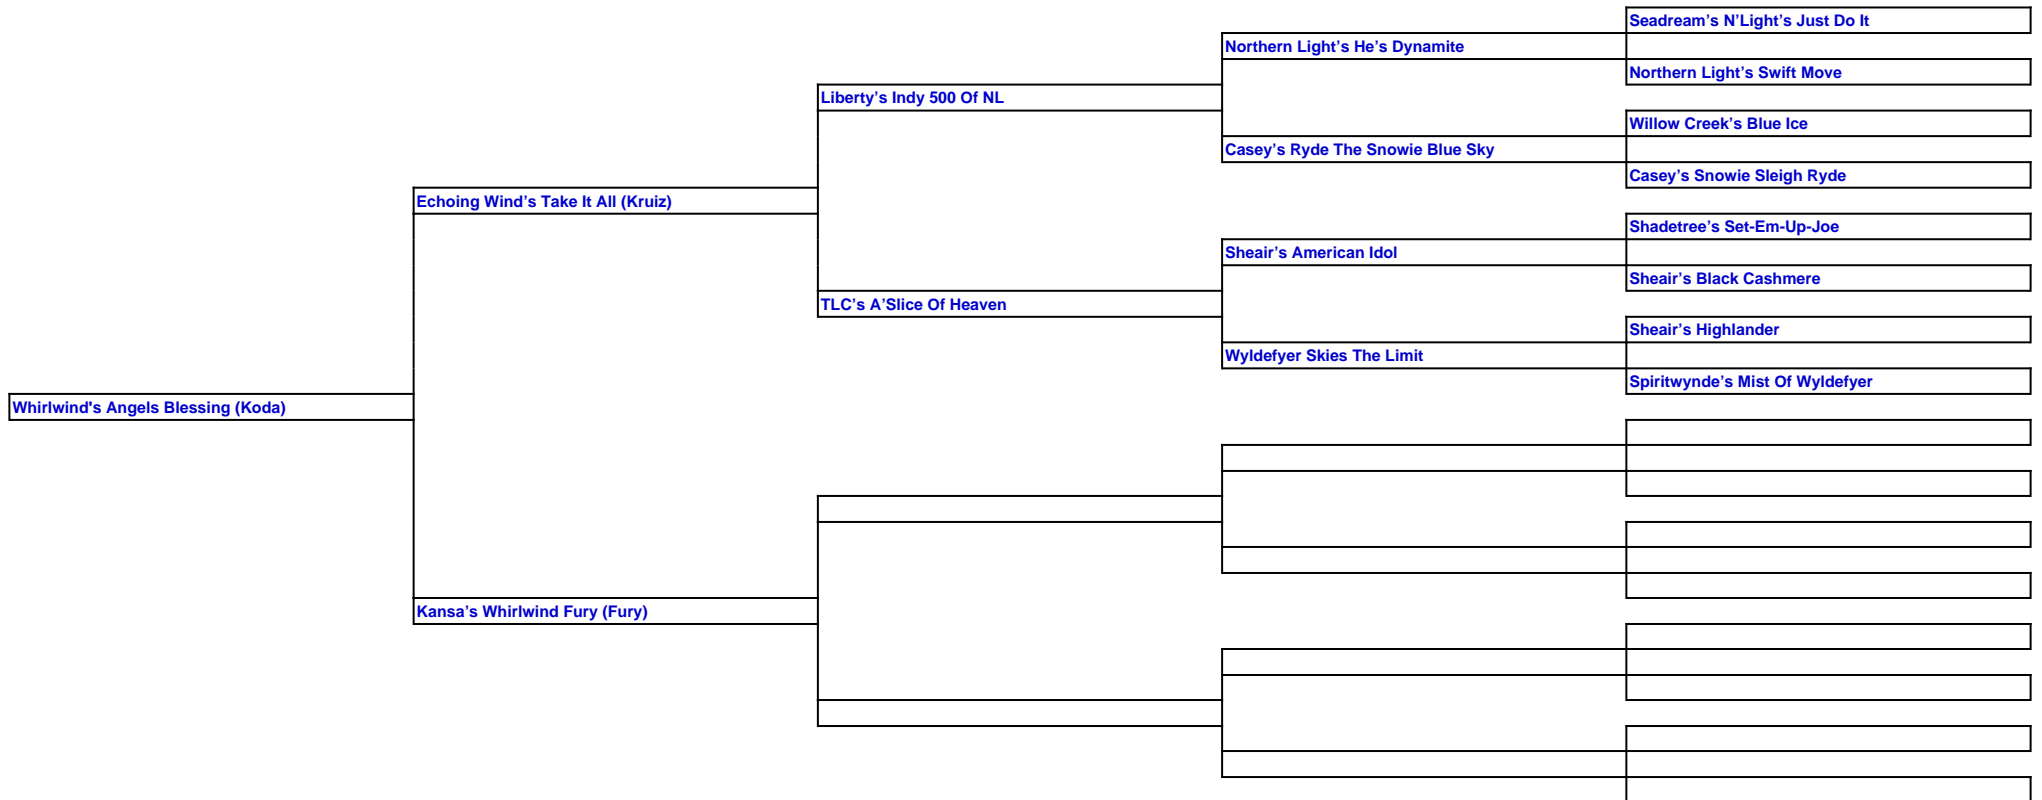 Seadream’s N’Light’s Just Do It
Northern Light’s He’s Dynamite
Northern Light’s Swift Move
Liberty’s Indy 500 Of NL
Willow Creek’s Blue Ice
Casey’s Ryde The Snowie Blue Sky
Casey’s Snowie Sleigh Ryde
Echoing Wind’s Take It All (Kruiz)
Shadetree’s Set-Em-Up-Joe
Sheair’s American Idol
Sheair’s Black Cashmere
TLC’s A’Slice Of Heaven
Sheair’s Highlander
Wyldefyer Skies The Limit
Spiritwynde’s Mist Of Wyldefyer
Whirlwind's Angels Blessing (Koda)
Kansa’s Whirlwind Fury (Fury)